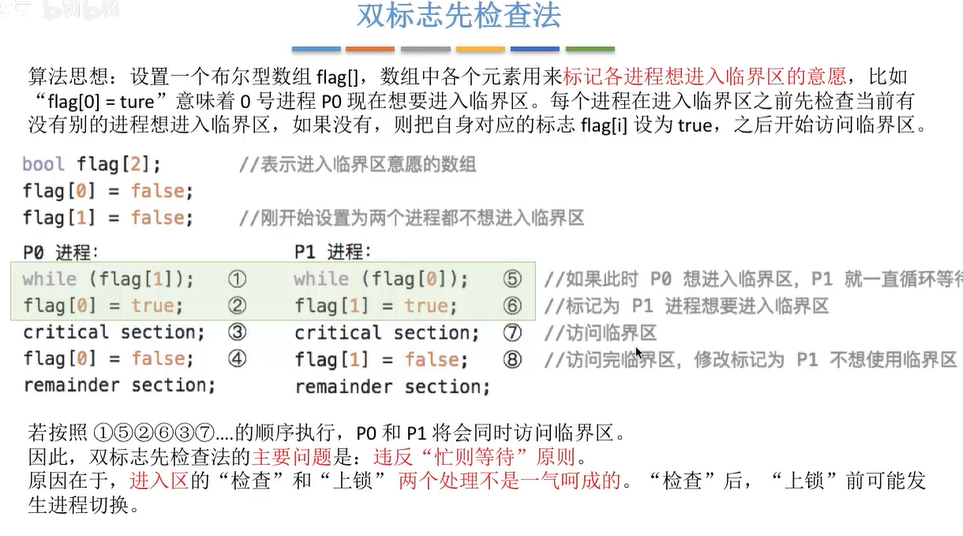 bilibili
双标志先检查法
算法思想：设置一个布尔型数组 flag[]，数组中各个元素用来标记各进程想进入临界区的意愿，比如
“flag[0] = ture”意味着 0 号进程 P0 现在想要进入临界区。每个进程在进入临界区之前先检查当前有
没有别的进程想进入临界区，如果没有，则把自身对应的标志 flag[i] 设为 true，之后开始访问临界区。
bool flag[2]; //表示进入临界区意愿的数组
flag[0] = false;
flag[1] = false; //刚开始设置为两个进程都不想进入临界区
P0 进程： P1 进程：
while (flag[1]); ① while (flag[0]); ⑤ //如果此时 P0 想进入临界区，P1 就一直循环等待
flag[0] = true; ② flag[1] = true; ⑥ //标记为 P1 进程想要进入临界区
critical section; ③ critical section; ⑦ //访问临界区
flag[0] = false; ④ flag[1] = false; ⑧ //访问完临界区，修改标记为 P1 不想使用临界区
remainder section; remainder section;
若按照 ①⑤②⑥③⑦....的顺序执行，P0 和 P1 将会同时访问临界区。
因此，双标志先检查法的主要问题是：违反“忙则等待”原则。
原因在于，进入区的“检查”和“上锁” 两个处理不是一气呵成的。“检查”后，“上锁”前可能发
生进程切换。